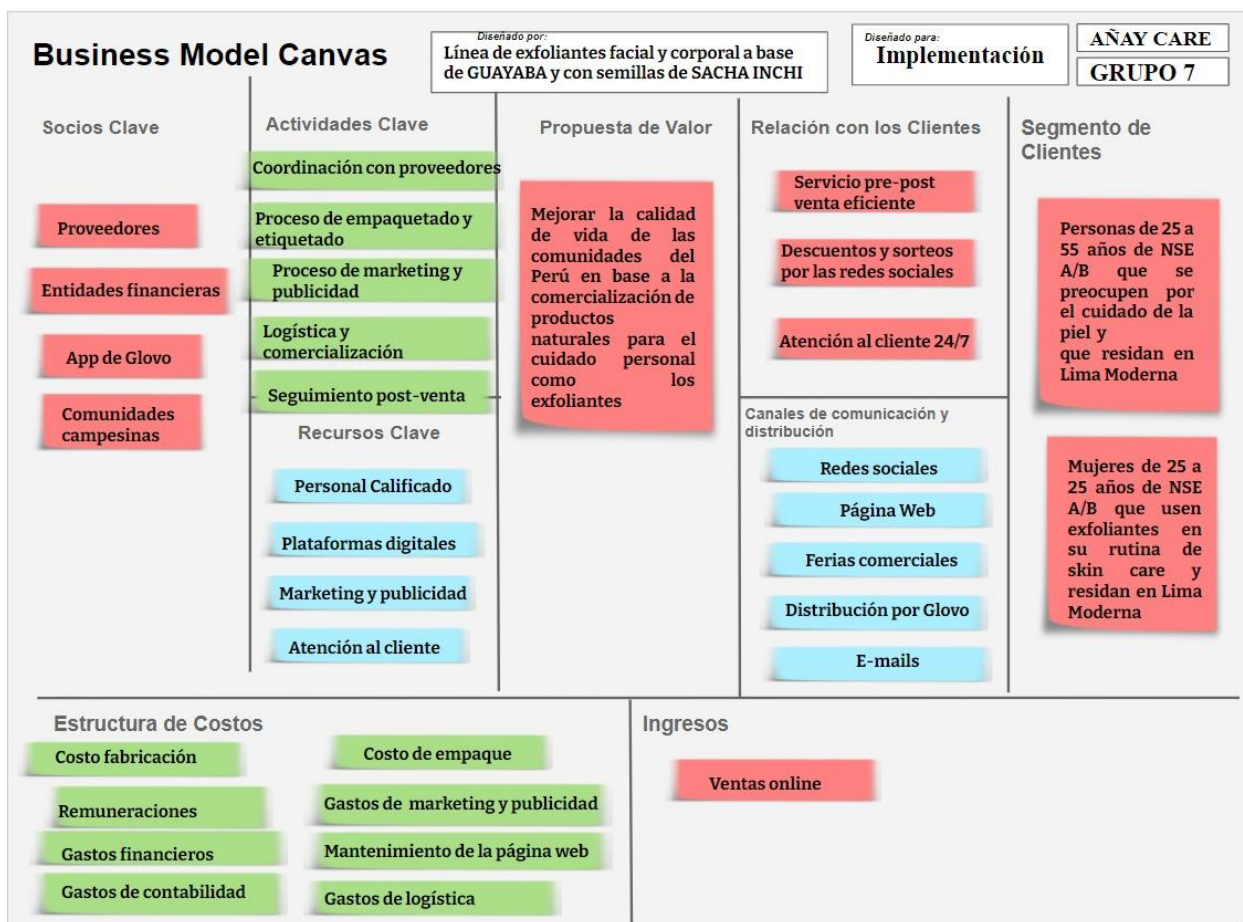 Business Model Canvas
Diseñado por:
Línea de exfoliantes facial y corporal a base
de GUAYABA y con semillas de SACHA INCHI
Diseñado para:
Implementación
AÑAY CARE
GRUPO 7
Socios Clave
Proveedores
Entidades financieras
App de Glovo
Comunidades
campesinas
Actividades Clave
Coordinación con proveedores
Proceso de empaquetado y
etiquetado
Proceso de marketing y
publicidad
Logística y
comercialización
Seguimiento post-venta
Recursos Clave
Personal Calificado
Plataformas digitales
Marketing y publicidad
Atención al cliente
Propuesta de Valor
Mejorar la calidad
de vida de las
comunidades del
Perú en base a la
comercialización de
productos
naturales para el
cuidado personal
como los
exfoliantes
Relación con los Clientes
Servicio pre-post
venta eficiente
Descuentos y sorteos
por las redes sociales
Atención al cliente 24/7
Canales de comunicación y
distribución
Redes sociales
Página Web
Ferias comerciales
Distribución por Glovo
E-mails
Segmento de
Clientes
Personas de 25 a
55 años de NSE
A/B que se
preocupen por
el cuidado de la
piel y
que residan en
Lima Moderna
Mujeres de 25 a
25 años de NSE
A/B que usen
exfoliantes en
su rutina de
skin care y
residan en Lima
Moderna
Estructura de Costos
Costo fabricación
Remuneraciones
Gastos financieros
Gastos de contabilidad
Costo de empaque
Gastos de marketing y publicidad
Mantenimiento de la página web
Gastos de logística
Ingresos
Ventas online